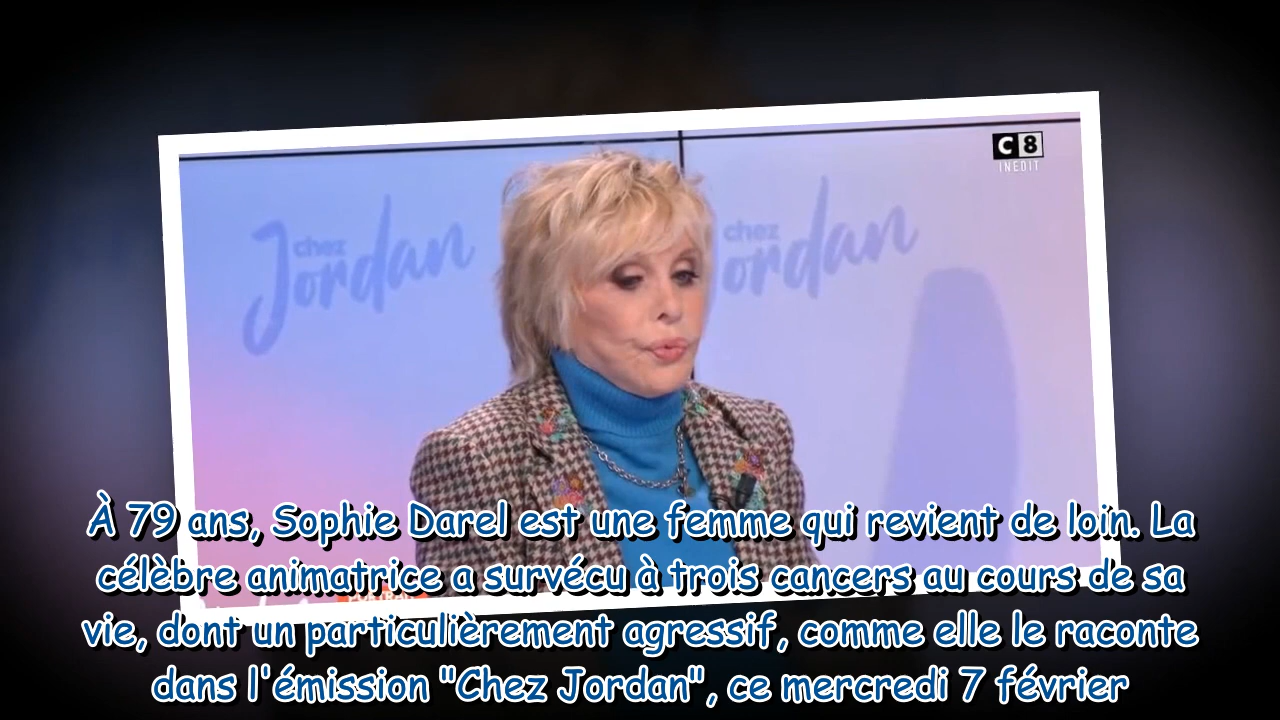 C8
INÉDIT
chez
Jordan
chez
Jordan
À 79 ans, Sophie Darel est une femme qui revient de loin. La
célèbre animatrice a survécu à trois cancers au cours de sa
vie, dont un particulièrement agressif, comme elle le raconte
dans l'émission "Chez Jordan", ce mercredi 7 février